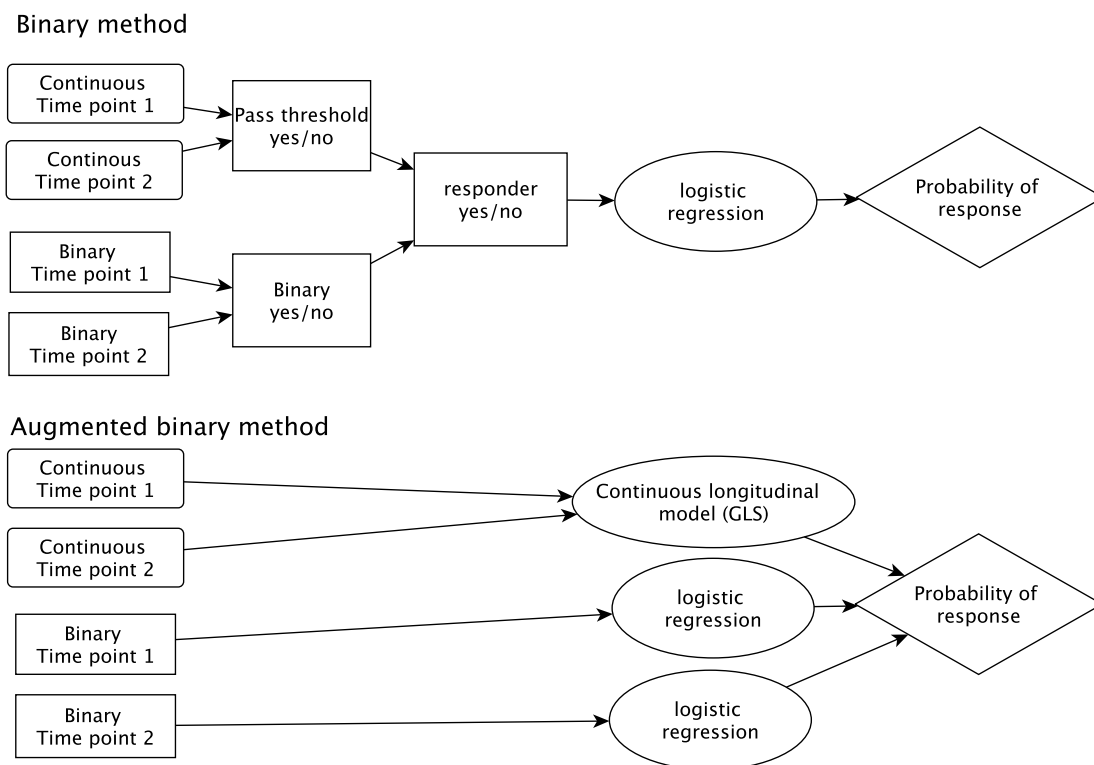 Binary method
Continuous
Time point 1
Continous
Time point 2
Pass threshold
yes/no
Binary
Time point 1
Binary
Time point 2
Binary
yes/no
responder
yes/no
logistic
regression
Probability of
response
Augmented binary method
Continuous
Time point 1
Continuous
Time point 2
Binary
Time point 1
Binary
Time point 2
Continuous longitudinal
model (GLS)
logistic
regression
logistic
regression
Probability of
response